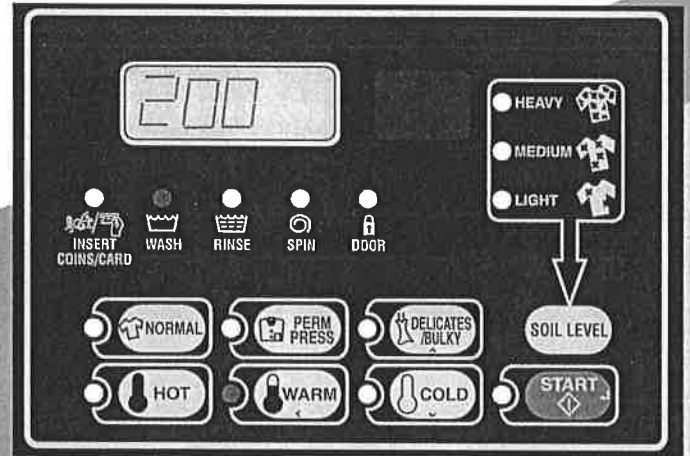 200
HEAVY
MEDIUM
LIGHT
INSERT
COINS/CARD
WASH
RINSE
SPIN
DOOR
NORMAL
PERM
PRESS
DELICATES
/BULKY
SOIL LEVEL
HOT
WARM
COLD
START